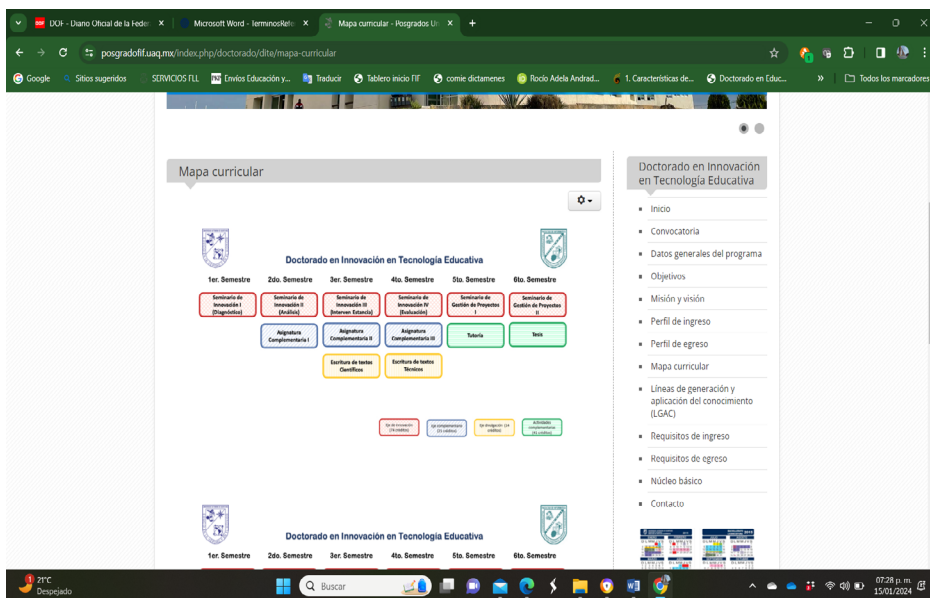 DOF - Diario Oficial de la Feder
Microsoft Word - TerminosRefe
Mapa curricular - Posgrados Un
posgradofif.uaq.mx/index.php/doctorado/dite/mapa-curricular
Google
Sitios sugeridos
SERVICIOS FLL
Envíos Educación y...
Traducir
Tablero inicio FIF
comie dictamenes
Rocío Adela Andrad...
1. Características de...
Doctorado en Educ...
»
Todos los marcadores
Mapa curricular
Doctorado en Innovación en Tecnología Educativa
1er. Semestre 2do. Semestre 3er. Semestre 4to. Semestre 5to. Semestre 6to. Semestre
Seminario de
Innovación I
(Diagnóstico)
Seminario de
Innovación II
(Análisis)
Seminario de
Innovación III
(Interven Estancia)
Seminario de
Innovación IV
(Evaluación)
Seminario de
Gestión de Proyectos
I
Seminario de
Gestión de Proyectos
II
Asignatura
Complementaria I
Asignatura
Complementaria II
Asignatura
Complementaria III
Tutoría
Tesis
Escritura de textos
Científicos
Escritura de textos
Técnicos
Doctorado en Innovación en Tecnología Educativa
1er. Semestre 2do. Semestre 3er. Semestre 4to. Semestre 5to. Semestre 6to. Semestre
Doctorado en Innovación
en Tecnología Educativa
Inicio
Convocatoria
Datos generales del programa
Objetivos
Misión y visión
Perfil de ingreso
Perfil de egreso
Mapa curricular
Líneas de generación y
aplicación del conocimiento
(LGAC)
Requisitos de ingreso
Requisitos de egreso
Núcleo básico
Contacto
1
21°C
Despejado
Buscar
07:28 p. m.
15/01/2024